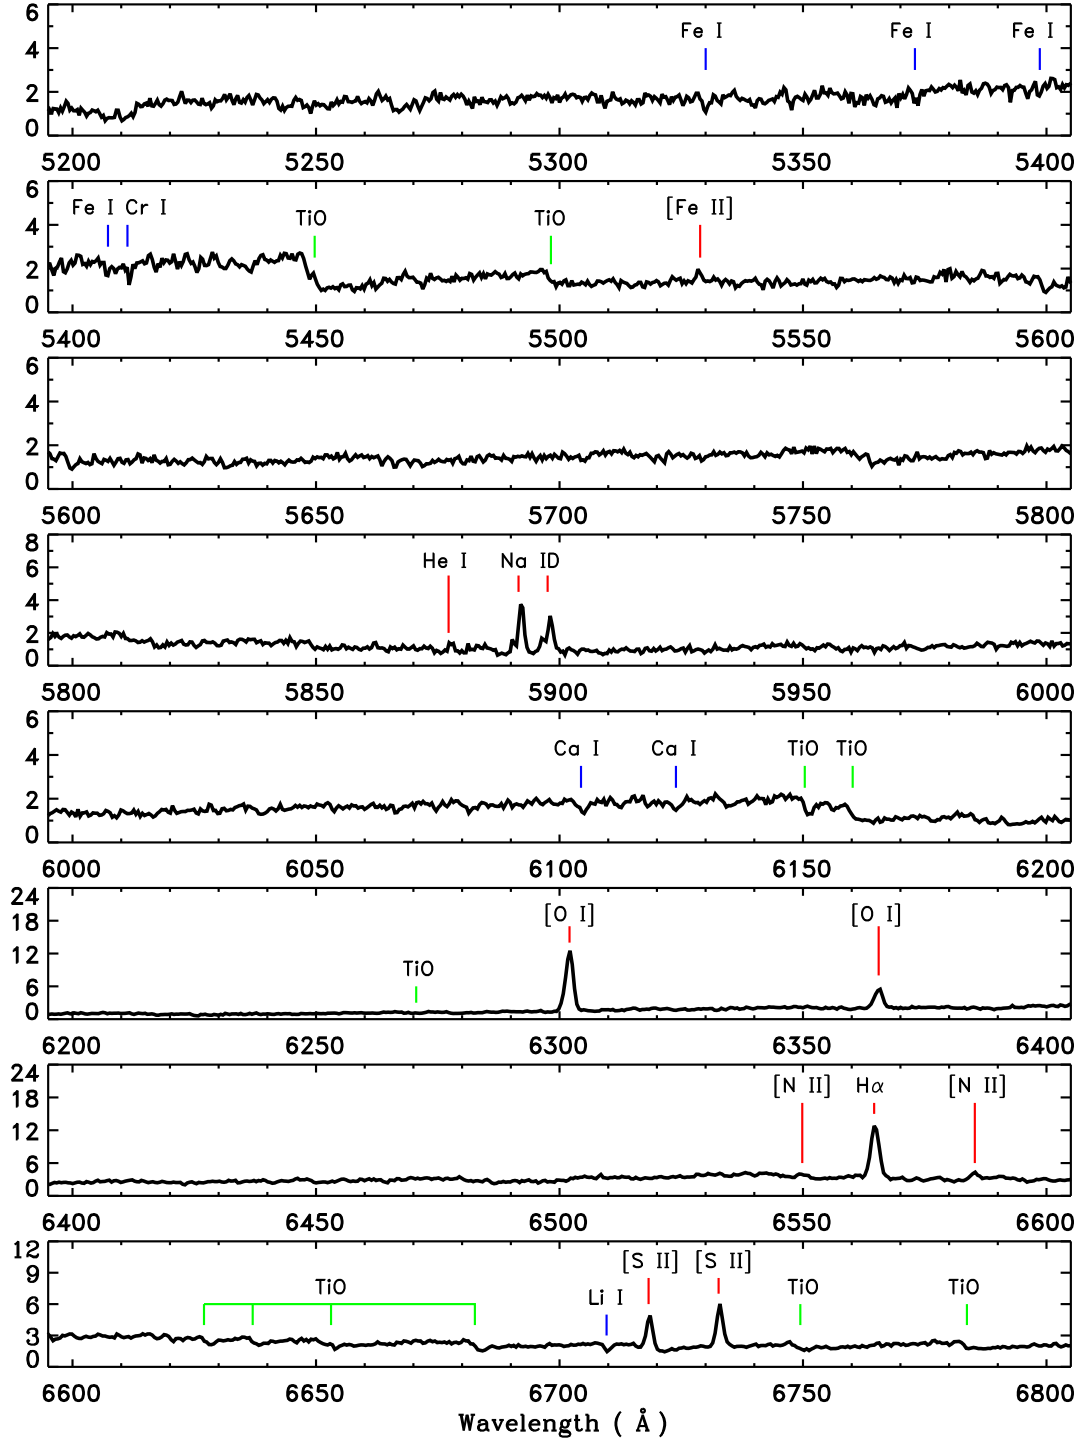 6
4
2
0
Fe I Fe I Fe I
5200 5250 5300 5350 5400
6
4
2
0
Fe I Cr I TiO TiO [Fe II]
5400 5450 5500 5550 5600
6
4
2
0
5600 5650 5700 5750 5800
8
6
4
2
0
He I Na ID
5800 5850 5900 5950 6000
6
4
2
0
Ca I Ca I TiO TiO
6000 6050 6100 6150 6200
24
18
12
6
0
[O I] [O I]
TiO
6200 6250 6300 6350 6400
24
18
12
6
0
[N II] Hα [N II]
6400 6450 6500 6550 6600
12
9
6
3
0
[S II] [S II]
TiO Li I TiO TiO
6600 6650 6700 6750 6800
Wavelength ( Å )